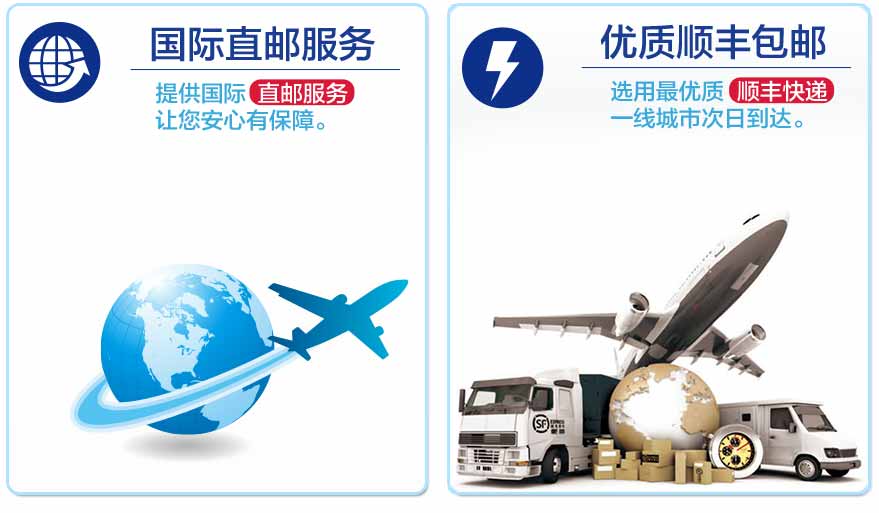 国际直邮服务
提供国际 直邮服务
让您安心有保障。
优质顺丰包邮
选用最优质 顺丰快递
一线城市次日到达。
SF